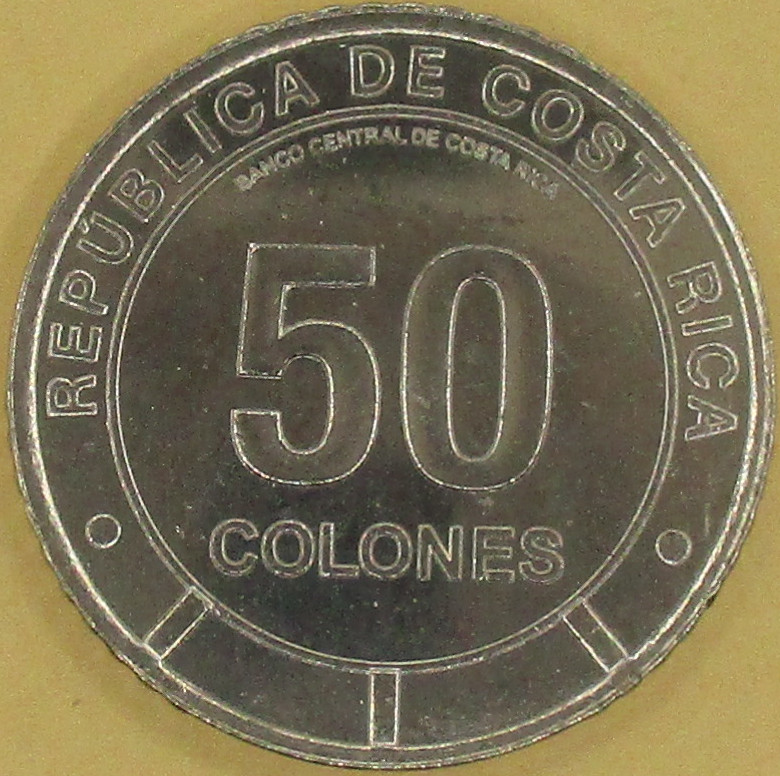 REPÚBLICA DE COSTA RICA
BANCO CENTRAL DE COSTA RICA
50
COLONES